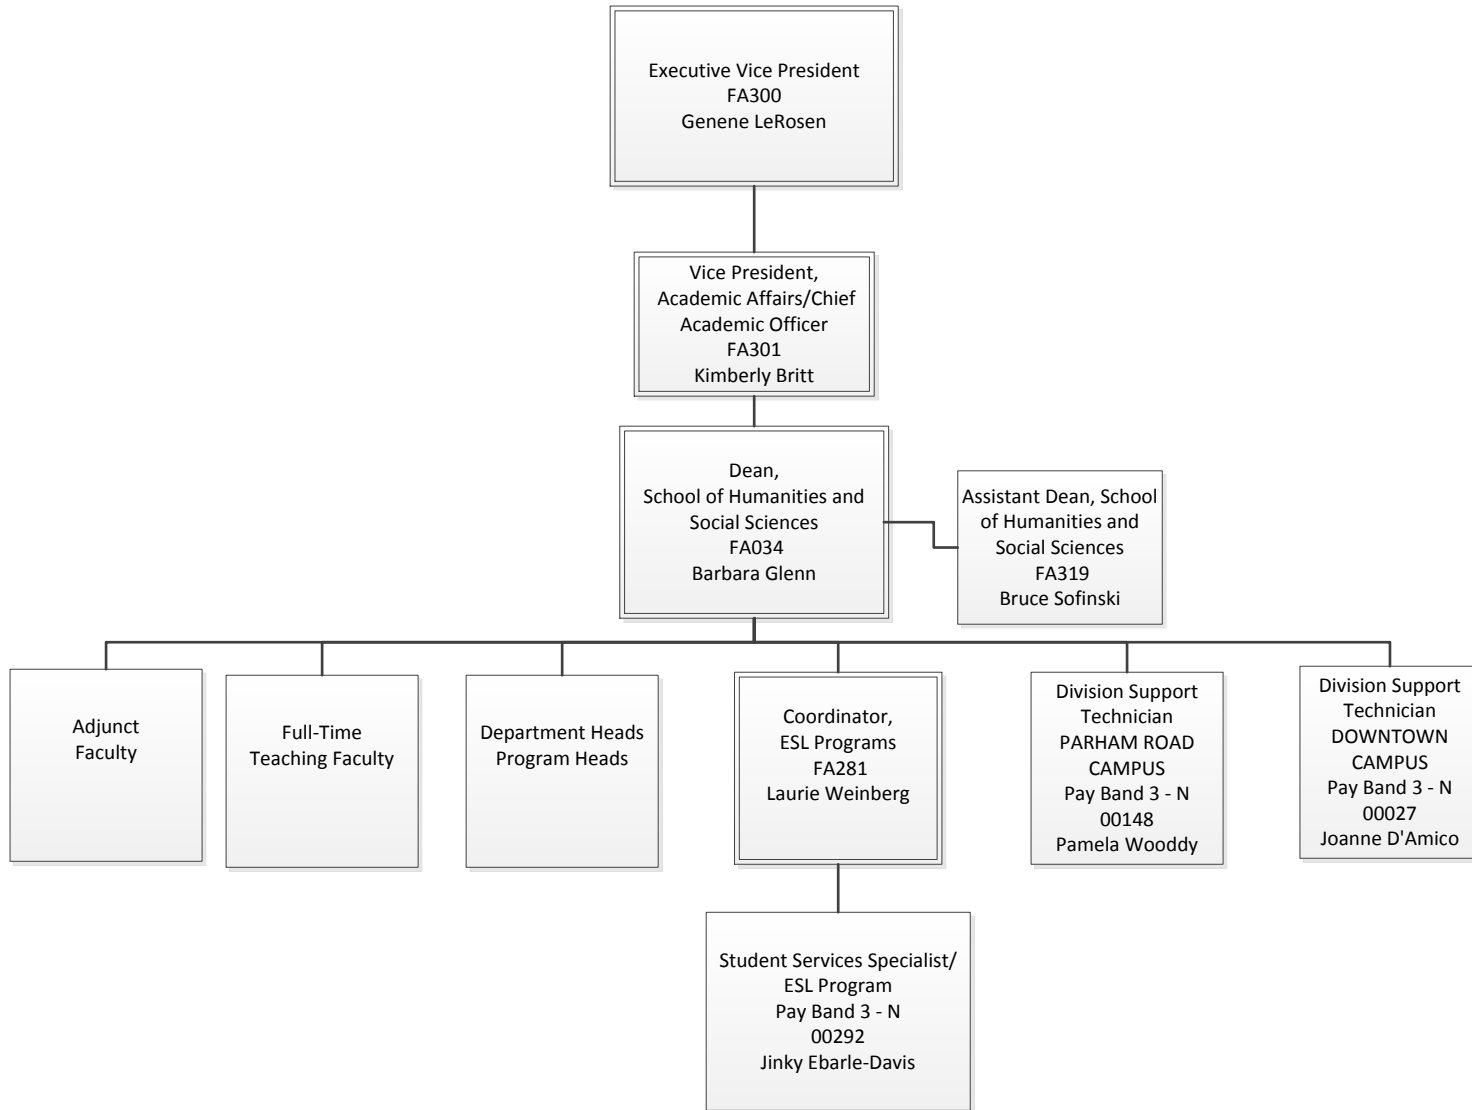 Executive Vice President
FA300
Genene LeRosen
Vice President,
Academic Affairs/Chief
Academic Officer
FA301
Kimberly Britt
Dean,
School of Humanities and
Social Sciences
FA034
Barbara Glenn
Assistant Dean, School
of Humanities and
Social Sciences
FA319
Bruce Sofinski
Adjunct
Faculty
Full-Time
Teaching Faculty
Department Heads
Program Heads
Coordinator,
ESL Programs
FA281
Laurie Weinberg
Division Support
Technician
PARHAM ROAD
CAMPUS
Pay Band 3 - N
00148
Pamela Wooddy
Division Support
Technician
DOWNTOWN
CAMPUS
Pay Band 3 - N
00027
Joanne D'Amico
Student Services Specialist/
ESL Program
Pay Band 3 - N
00292
Jinky Ebarle-Davis